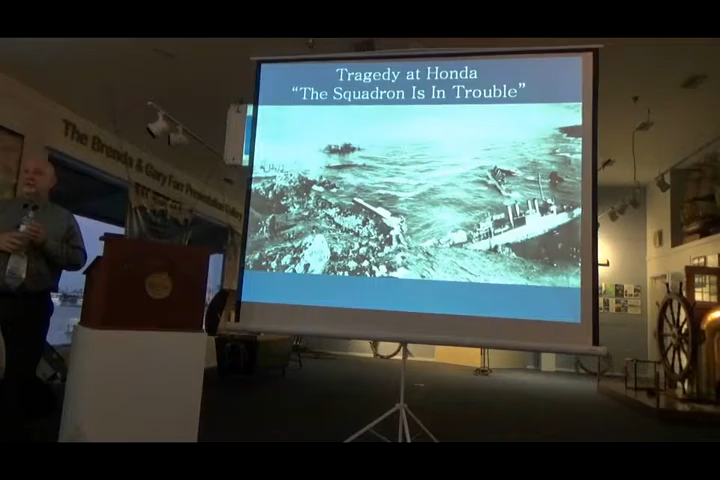 Tragedy at Honda
“The Squadron Is In Trouble”
The Brenda & Gary Farr Presentation Gallery